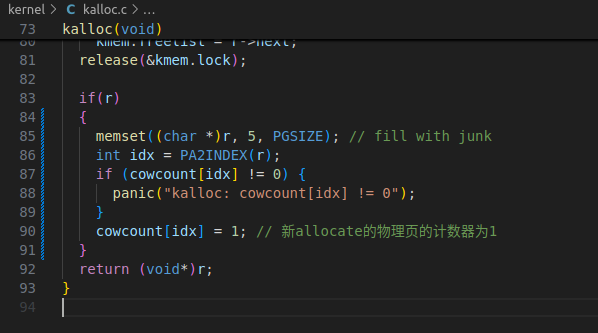 kernel > C kalloc.c > ...
73 kalloc(void)
80 kmem.freelist = r->next;
81 release(&kmem.lock);
82
83 if(r)
84 {
85 memset((char *)r, 5, PGSIZE); // fill with junk
86 int idx = PA2INDEX(r);
87 if (cowcount[idx] != 0) {
88 panic("kalloc: cowcount[idx] != 0");
89 }
90 cowcount[idx] = 1; // 新allocate的物理页的计数器为1
91 }
92 return (void*)r;
93 }
94